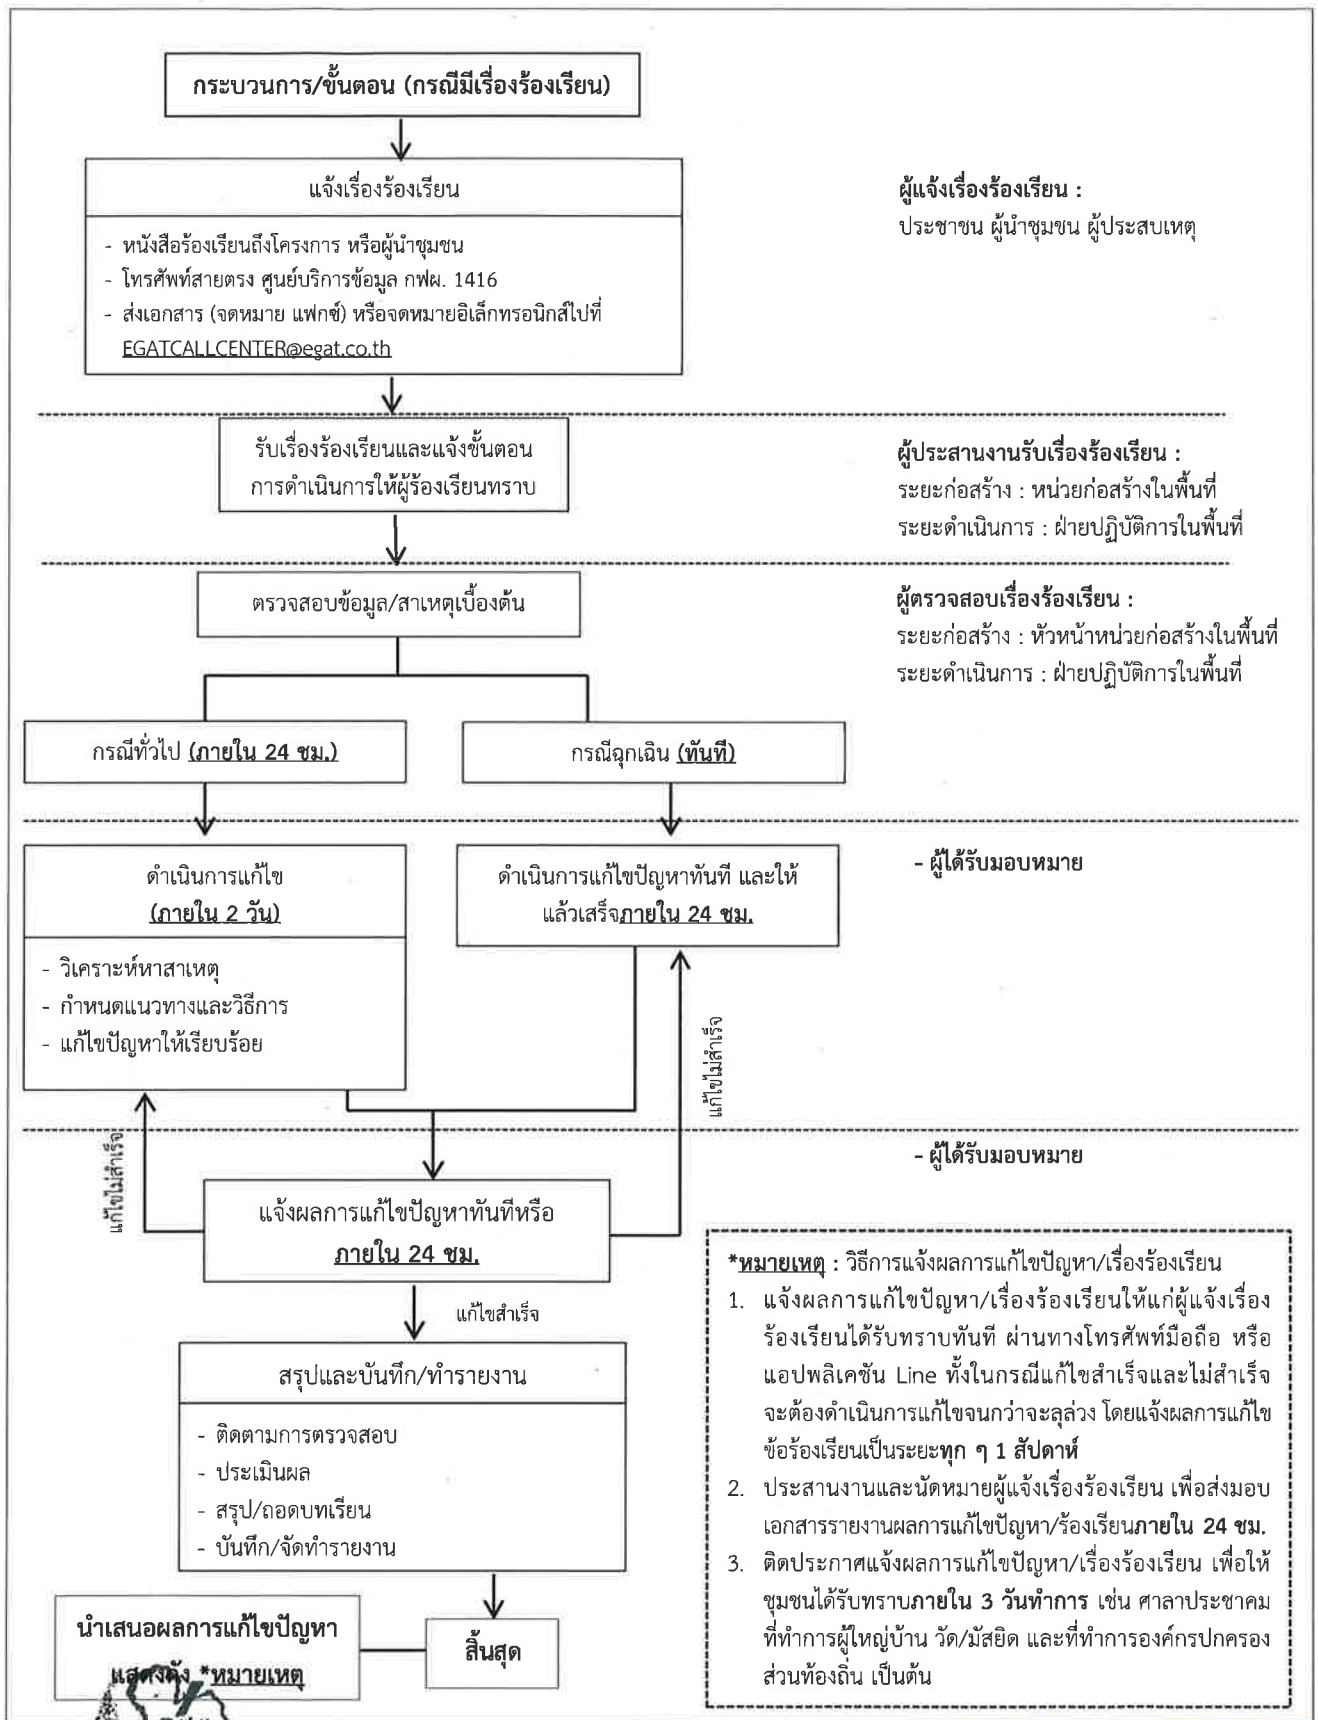 กระบวนการ/ขั้นตอน (กรณีมีเรื่องร้องเรียน)
แจ้งเรื่องร้องเรียน
- หนังสือร้องเรียนถึงโครงการ หรือผู้นำชุมชน
- โทรศัพท์สายตรง ศูนย์บริการข้อมูล กฟผ. 1416
- ส่งเอกสาร (จดหมาย แฟกซ์) หรือจดหมายอิเล็กทรอนิกส์ไปที่
EGATCALLCENTER@egat.co.th
ผู้แจ้งเรื่องร้องเรียน :
ประชาชน ผู้นำชุมชน ผู้ประสบเหตุ
รับเรื่องร้องเรียนและแจ้งขั้นตอน
การดำเนินการให้ผู้ร้องเรียนทราบ
ผู้ประสานงานรับเรื่องร้องเรียน :
ระยะก่อสร้าง : หน่วยก่อสร้างในพื้นที่
ระยะดำเนินการ : ฝ่ายปฏิบัติการในพื้นที่
ตรวจสอบข้อมูล/สาเหตุเบื้องต้น
ผู้ตรวจสอบเรื่องร้องเรียน :
ระยะก่อสร้าง : หัวหน้าหน่วยก่อสร้างในพื้นที่
ระยะดำเนินการ : ฝ่ายปฏิบัติการในพื้นที่
กรณีทั่วไป (ภายใน 24 ชม.)
กรณีฉุกเฉิน (ทันที)
ดำเนินการแก้ไข
(ภายใน 2 วัน)
- วิเคราะห์หาสาเหตุ
- กำหนดแนวทางและวิธีการ
- แก้ไขปัญหาให้เรียบร้อย
ดำเนินการแก้ไขปัญหาทันที และให้
แล้วเสร็จภายใน 24 ชม.
- ผู้ได้รับมอบหมาย
แก้ไขไม่สำเร็จ
แก้ไขไม่สำเร็จ
- ผู้ได้รับมอบหมาย
แจ้งผลการแก้ไขปัญหาทันทีหรือ
ภายใน 24 ชม.
แก้ไขสำเร็จ
สรุปและบันทึก/ทำรายงาน
- ติดตามการตรวจสอบ
- ประเมินผล
- สรุป/ถอดบทเรียน
- บันทึก/จัดทำรายงาน
นำเสนอผลการแก้ไขปัญหา
แสดงดัง *หมายเหตุ
สิ้นสุด
*หมายเหตุ : วิธีการแจ้งผลการแก้ไขปัญหา/เรื่องร้องเรียน
1. แจ้งผลการแก้ไขปัญหา/เรื่องร้องเรียนให้แก่ผู้แจ้งเรื่อง
ร้องเรียนได้รับทราบทันที ผ่านทางโทรศัพท์มือถือ หรือ
แอปพลิเคชัน Line ทั้งในกรณีแก้ไขสำเร็จและไม่สำเร็จ
จะต้องดำเนินการแก้ไขจนกว่าจะลุล่วง โดยแจ้งผลการแก้ไข
ข้อร้องเรียนเป็นระยะทุก ๆ 1 สัปดาห์
2. ประสานงานและนัดหมายผู้แจ้งเรื่องร้องเรียน เพื่อส่งมอบ
เอกสารรายงานผลการแก้ไขปัญหา/ร้องเรียนภายใน 24 ชม.
3. ติดประกาศแจ้งผลการแก้ไขปัญหา/เรื่องร้องเรียน เพื่อให้
ชุมชนได้รับทราบภายใน 3 วันทำการ เช่น ศาลาประชาคม
ที่ทำการผู้ใหญ่บ้าน วัด/มัสยิด และที่ทำการองค์กรปกครอง
ส่วนท้องถิ่น เป็นต้น